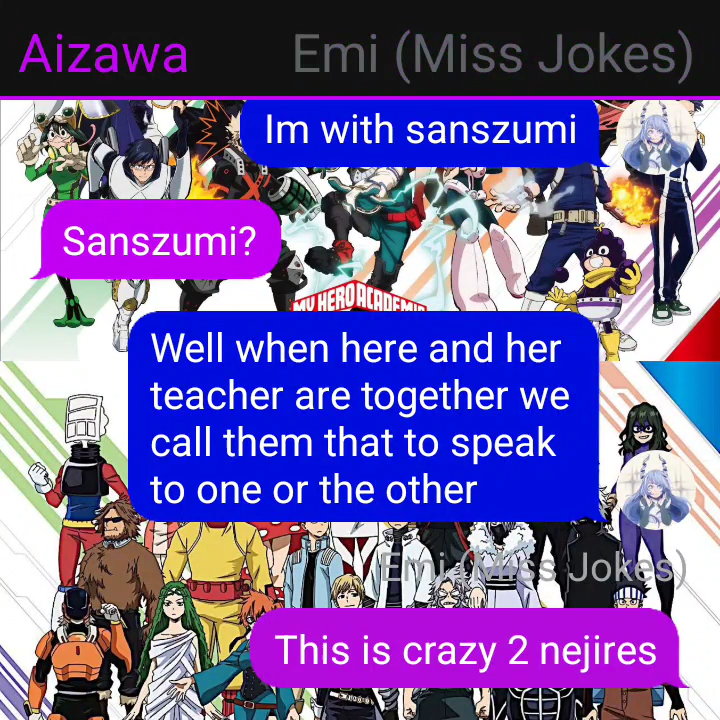 Aizawa
Emi (Miss Jokes)
Im with sanszumi
Sanszumi?
MY HERO ACADEMIA
Well when here and her
teacher are together we
call them that to speak
to one or the other
Emi (Miss Jokes)
This is crazy 2 nejires